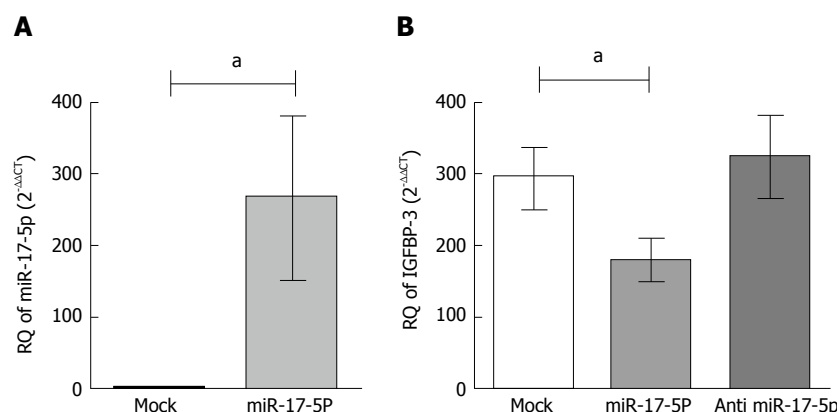 A
a
400
300
200
100
0
RQ of miR-17-5p (2-ΔΔCT)
Mock
miR-17-5P
B
a
400
300
200
100
0
RQ of IGFBP-3 (2-ΔΔCT)
Mock
miR-17-5P
Anti miR-17-5p